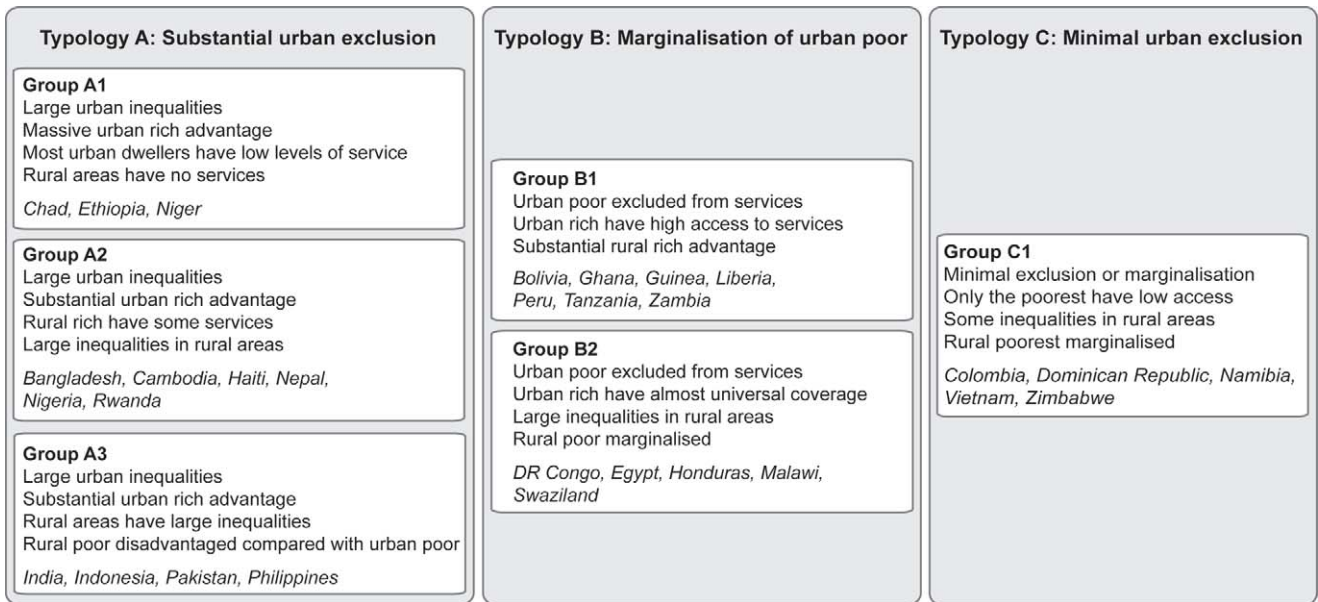 Typology A: Substantial urban exclusion
Group A1
Large urban inequalities
Massive urban rich advantage
Most urban dwellers have low levels of service
Rural areas have no services
Chad, Ethiopia, Niger
Group A2
Large urban inequalities
Substantial urban rich advantage
Rural rich have some services
Large inequalities in rural areas
Bangladesh, Cambodia, Haiti, Nepal,
Nigeria, Rwanda
Group A3
Large urban inequalities
Substantial urban rich advantage
Rural areas have large inequalities
Rural poor disadvantaged compared with urban poor
India, Indonesia, Pakistan, Philippines
Typology B: Marginalisation of urban poor
Group B1
Urban poor excluded from services
Urban rich have high access to services
Substantial rural rich advantage
Bolivia, Ghana, Guinea, Liberia,
Peru, Tanzania, Zambia
Group B2
Urban poor excluded from services
Urban rich have almost universal coverage
Large inequalities in rural areas
Rural poor marginalised
DR Congo, Egypt, Honduras, Malawi,
Swaziland
Typology C: Minimal urban exclusion
Group C1
Minimal exclusion or marginalisation
Only the poorest have low access
Some inequalities in rural areas
Rural poorest marginalised
Colombia, Dominican Republic, Namibia,
Vietnam, Zimbabwe